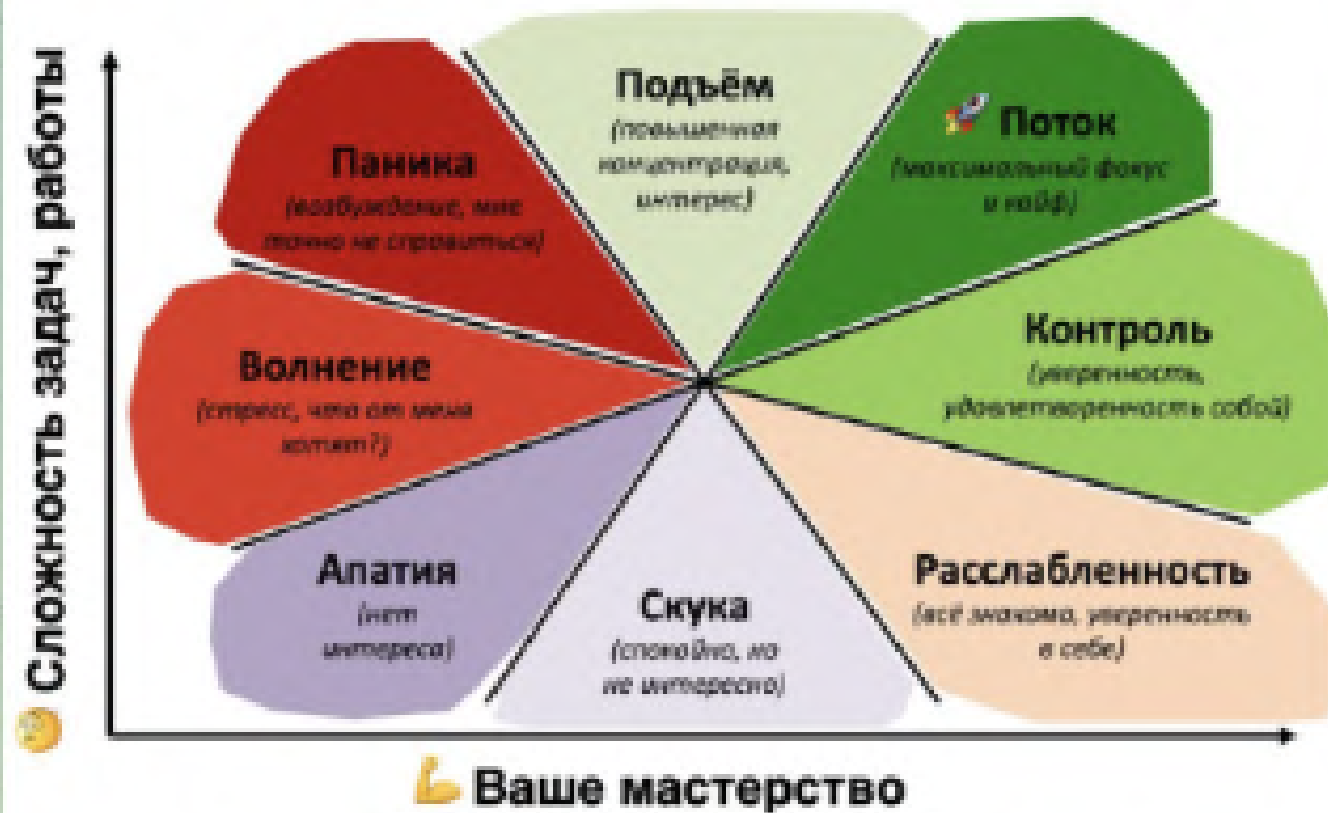 Сложность задач, работы
Подъём
(повышенная
концентрация,
интерес)
Поток
(максимальный фокус
и кайф)
Паника
(возбуждение, мне
точно не справиться)
Контроль
(уверенность,
удовлетворенность собой)
Волнение
(стресс, что от меня
хотят?)
Апатия
(нет
интереса)
Скука
(спокойно, но
не интересно)
Расслабленность
(всё знакомо, уверенность
в себе)
Ваше мастерство